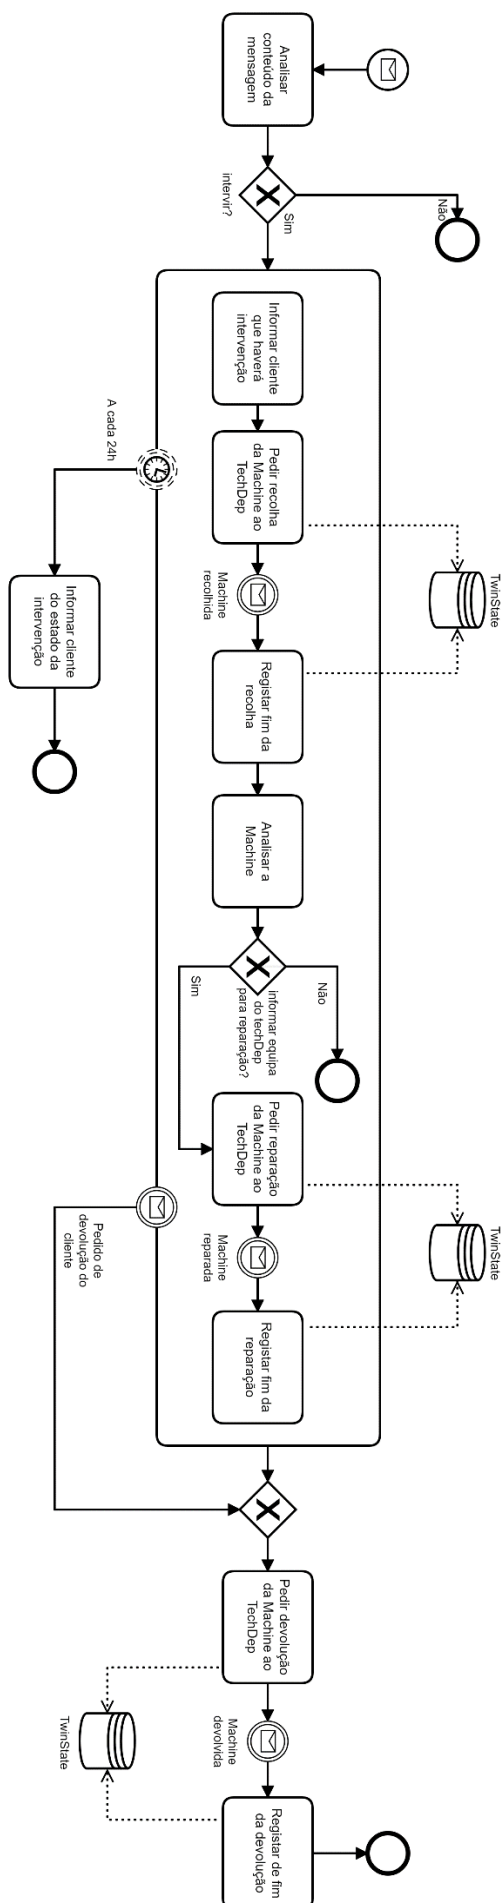 Analisar
conteúdo da
mensagem
intervir?
Sim
Não
Informar cliente
que haverá
intervenção
Pedir recolha
da Machine ao
TechDep
Machine
recolhida
Registar fim da
recolha
TwinState
A cada 24h
Informar cliente
do estado da
intervenção
Analisar a
Machine
informar equipa
do techDep
para reparação?
Não
Sim
Pedir reparação
da Machine ao
TechDep
Machine
reparada
Registar fim da
reparação
TwinState
Pedido de
devolução do
cliente
Pedir devolução
da Machine ao
TechDep
Machine
devolvida
Registar de fim
da devolução
TwinState